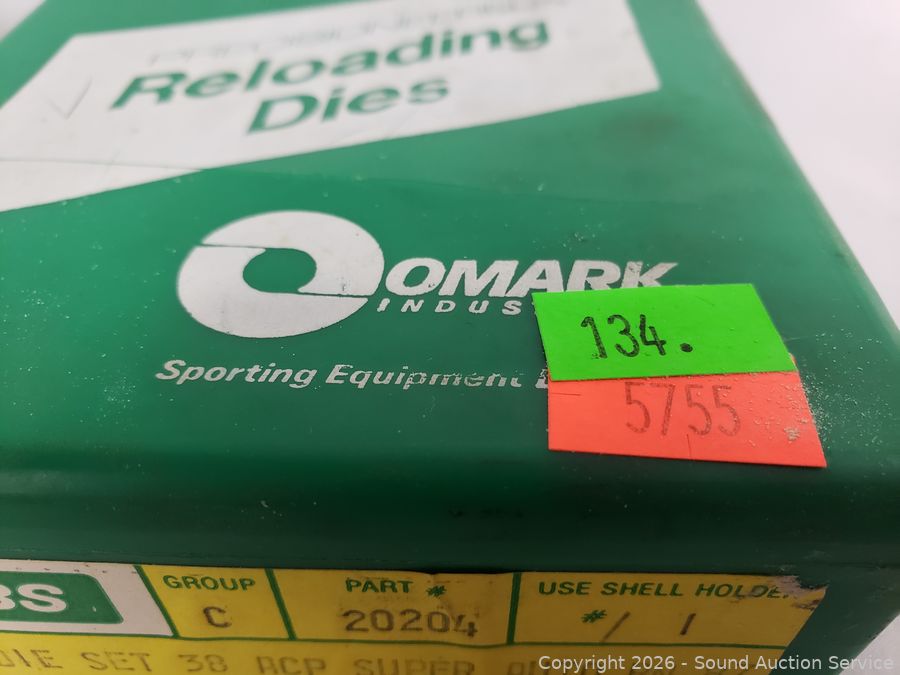 Reloading
Dies
OMARK
INDUS
Sporting Equipment
134.
5755
BS
GROUP
C
PART #
20204
USE SHELL HOLDER
# / 1
DIE SET 38 ACP SUPER
Copyright 2026 - Sound Auction Service